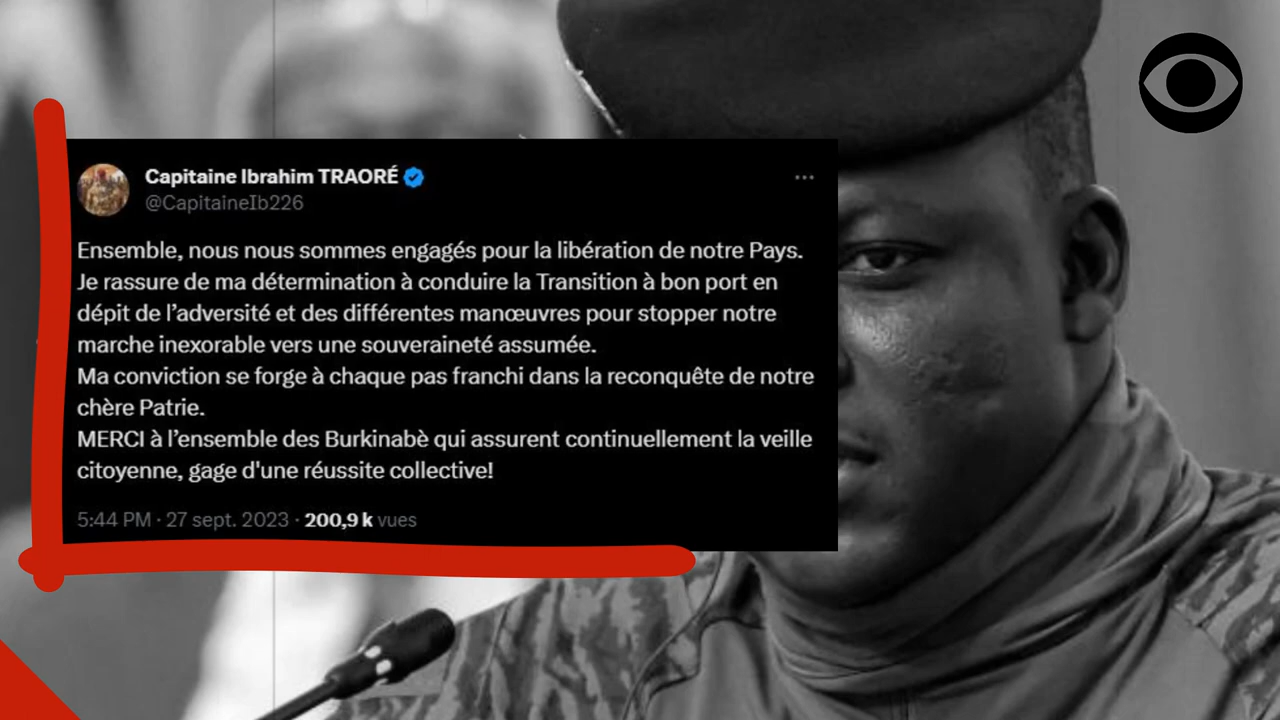 Capitaine Ibrahim TRAORÉ
@CapitaineIb226
Ensemble, nous nous sommes engagés pour la libération de notre Pays.
Je rassure de ma détermination à conduire la Transition à bon port en
dépit de l’adversité et des différentes manœuvres pour stopper notre
marche inexorable vers une souveraineté assumée.
Ma conviction se forge à chaque pas franchi dans la reconquête de notre
chère Patrie.
MERCI à l’ensemble des Burkinabè qui assurent continuellement la veille
citoyenne, gage d'une réussite collective!
5:44 PM · 27 sept. 2023 · 200,9 k vues